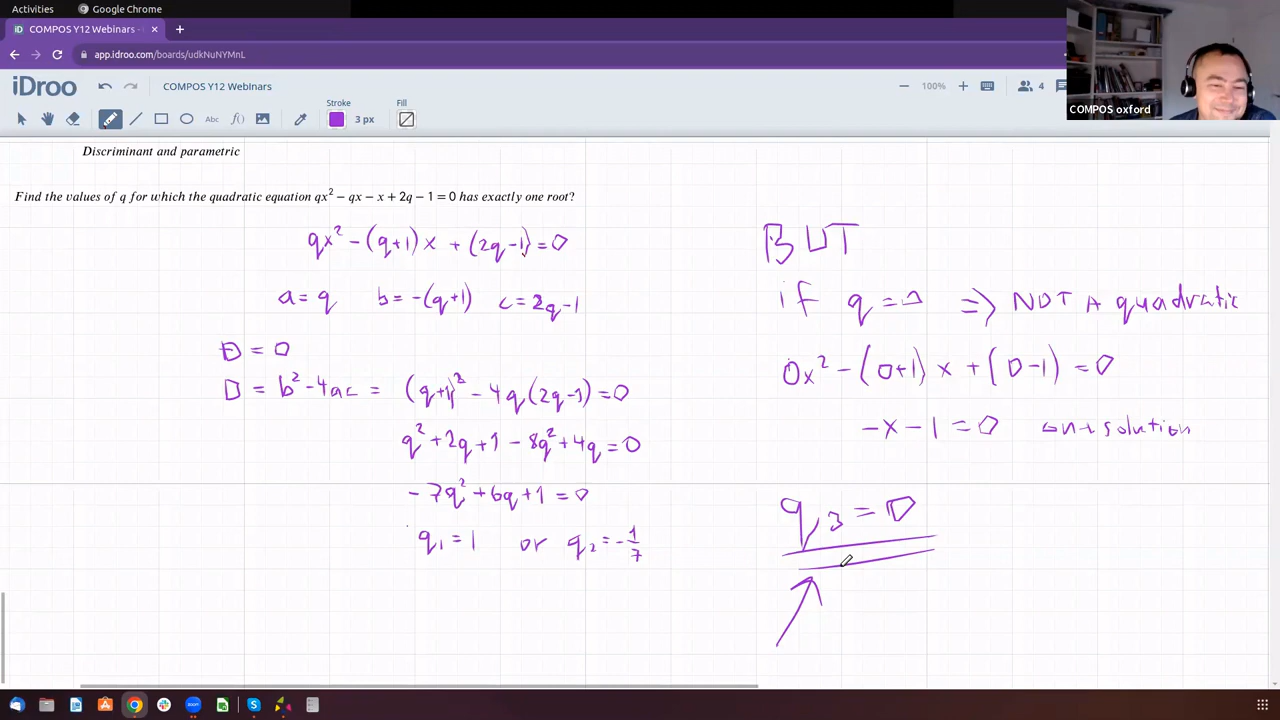 Activities
Google Chrome
COMPOS Y12 Webinars -
app.idroo.com/boards/udkNuNYMnL
iDroo
COMPOS Y12 Webinars
100%
4
COMPOS oxford
Stroke
Fill
Abc
f()
3 px
Discriminant and parametric
Find the values of q for which the quadratic equation qx² − qx − x + 2q − 1 = 0 has exactly one root?
qx² - (q+1)x + (2q-1) = 0
a = q b = -(q+1) c = 2q-1
D = 0
D = b² - 4ac = (q+1)² - 4q(2q-1) = 0
q² + 2q + 1 - 8q² + 4q = 0
- 7q² + 6q + 1 = 0
q₁ = 1 or q₂ = - 1/7
BUT
if q = 0 => NOT A quadratic
0x² - (0+1) x + (0-1) = 0
-x - 1 = 0 one solution
q₃ = 0